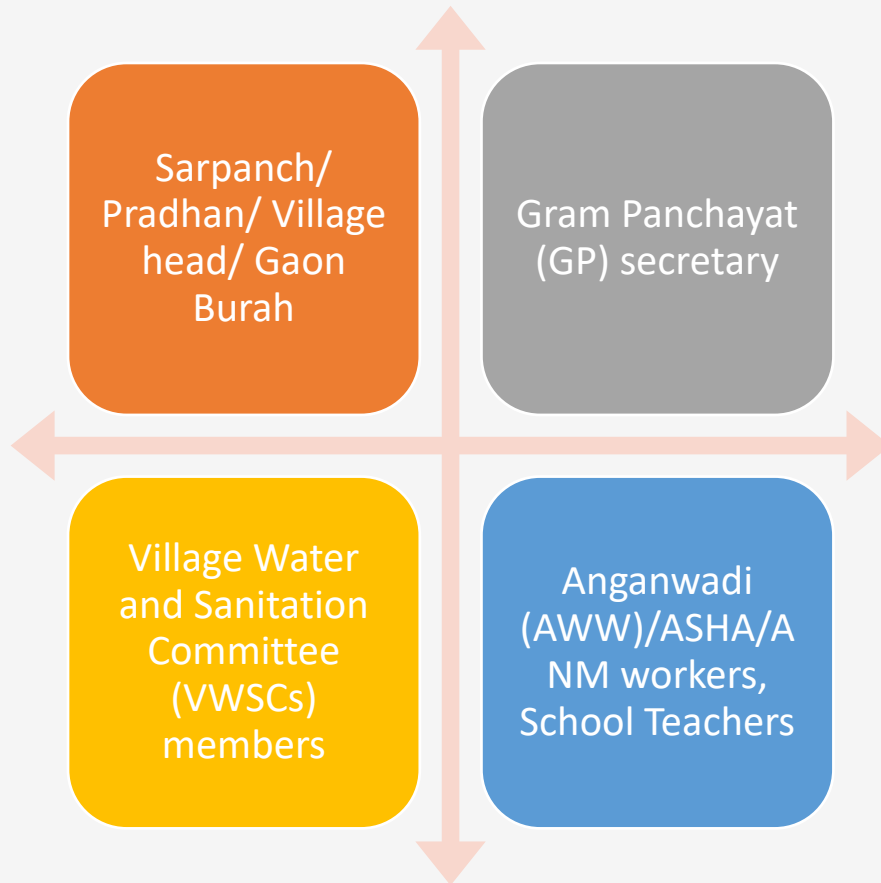 Sarpanch/
Pradhan/ Village
head/ Gaon
Burah
Gram Panchayat
(GP) secretary
Village Water
and Sanitation
Committee
(VWSCs)
members
Anganwadi
(AWW)/ASHA/A
NM workers,
School Teachers